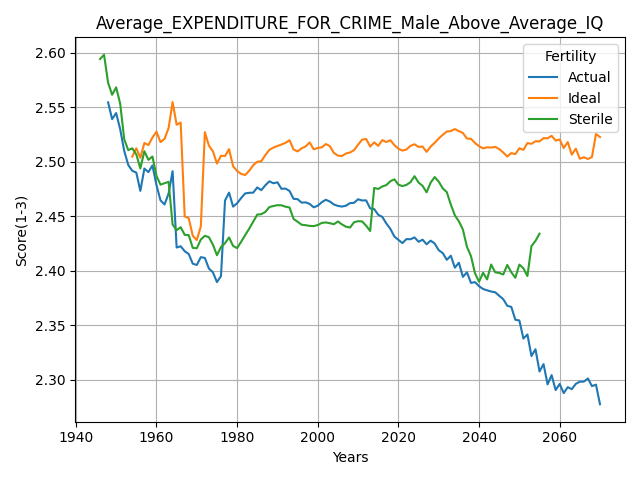 Average_EXPENDITURE_FOR_CRIME_Male_Above_Average_IQ
Fertility
Actual
Ideal
Sterile
Score(1-3)
2.60
2.55
2.50
2.45
2.40
2.35
2.30
1940 1960 1980 2000 2020 2040 2060
Years